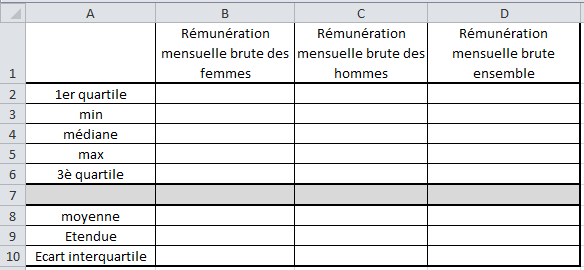 A B C D
Rémunération mensuelle brute des femmes
Rémunération mensuelle brute des hommes
Rémunération mensuelle brute ensemble
1
2 1er quartile
3 min
4 médiane
5 max
6 3è quartile
7
8 moyenne
9 Etendue
10 Ecart interquartile